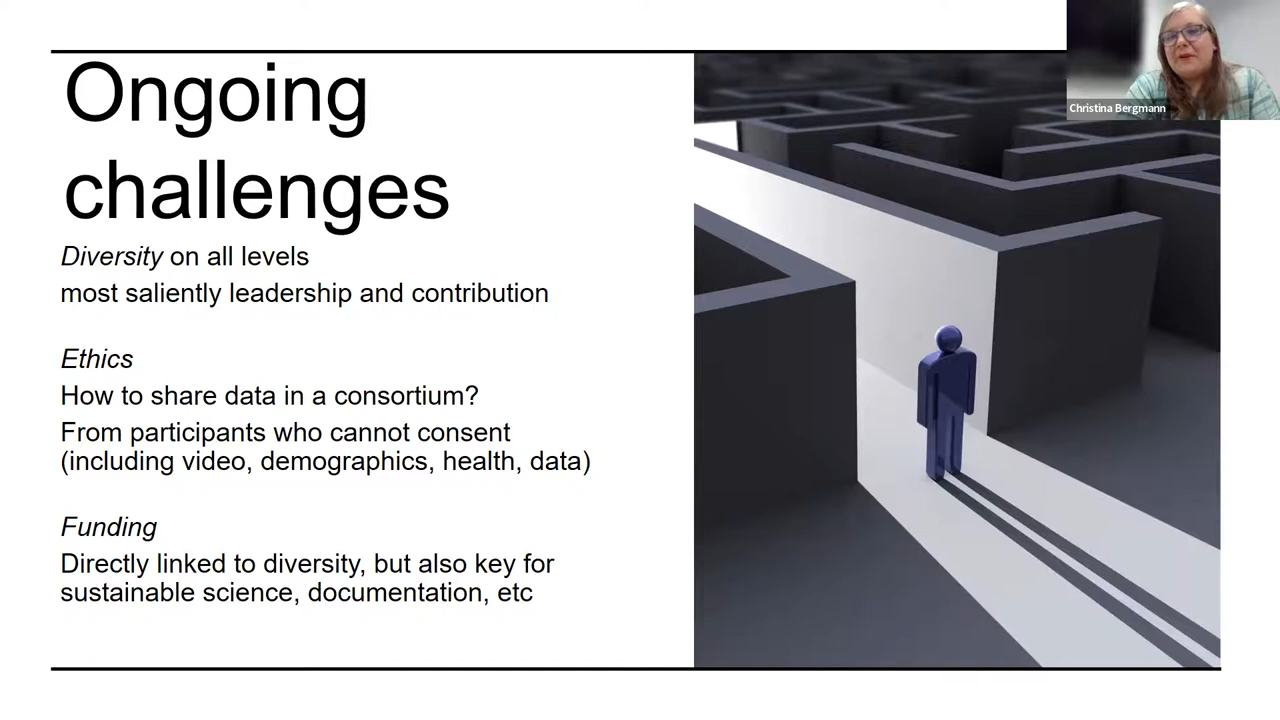 Ongoing
challenges
Diversity on all levels
most saliently leadership and contribution
Ethics
How to share data in a consortium?
From participants who cannot consent
(including video, demographics, health, data)
Funding
Directly linked to diversity, but also key for
sustainable science, documentation, etc
Christina Bergmann